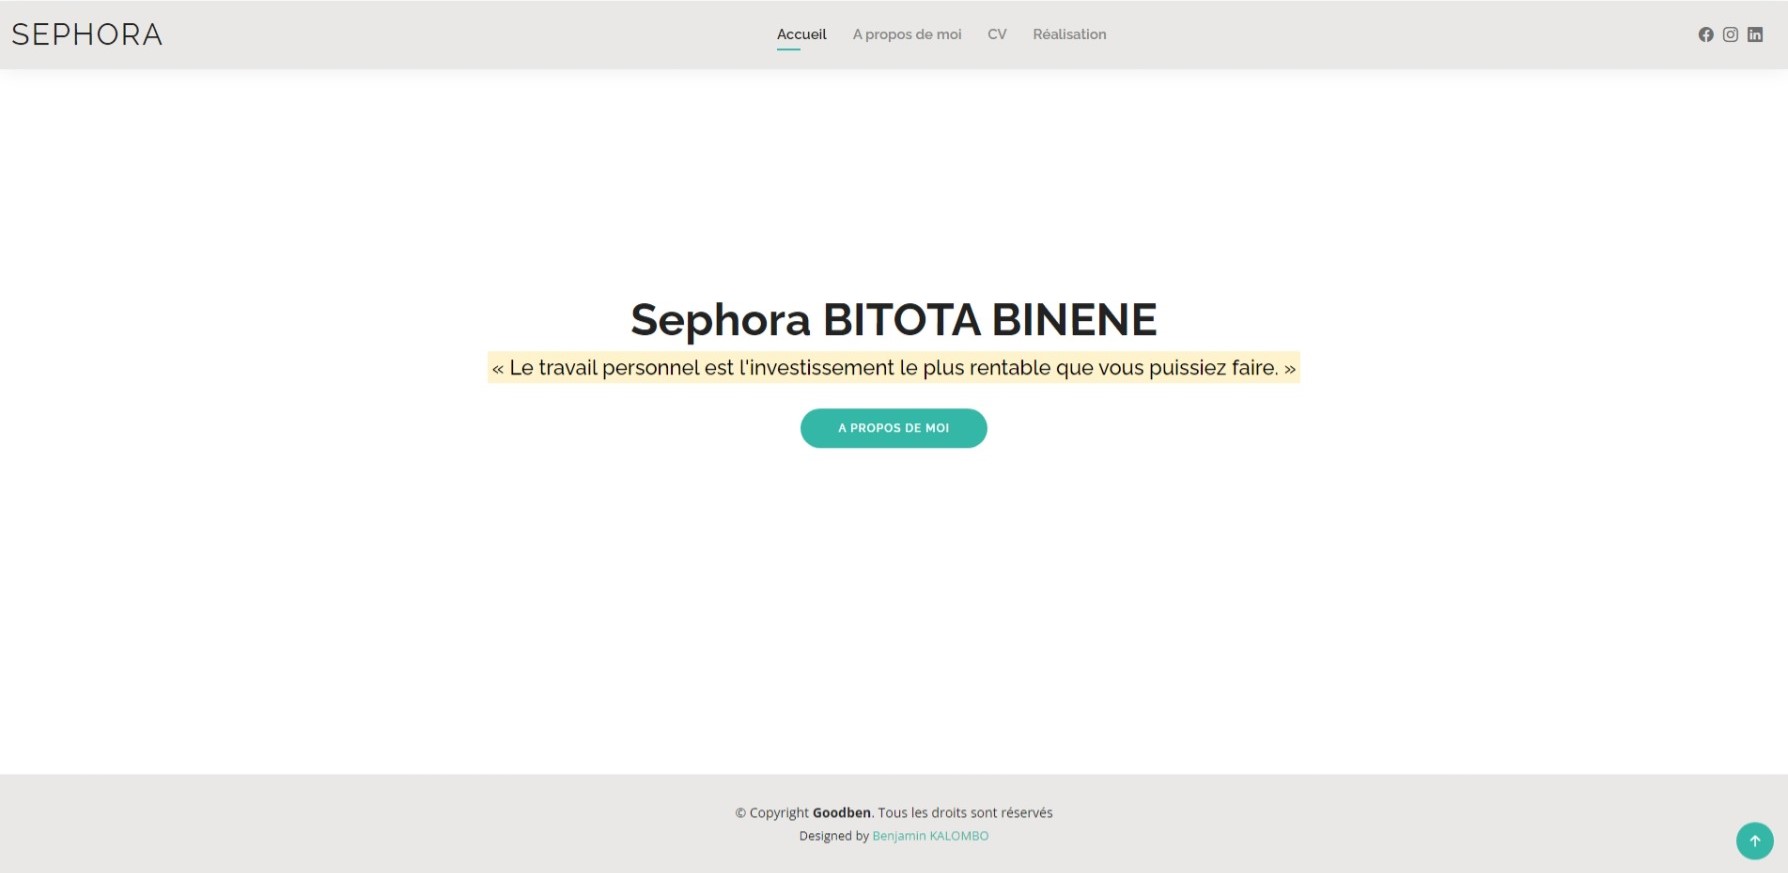 SEPHORA
Accueil
A propos de moi
CV
Réalisation
Sephora BITOTA BINENE
« Le travail personnel est l'investissement le plus rentable que vous puissiez faire. »
A PROPOS DE MOI
© Copyright Goodben. Tous les droits sont réservés
Designed by Benjamin KALOMBO